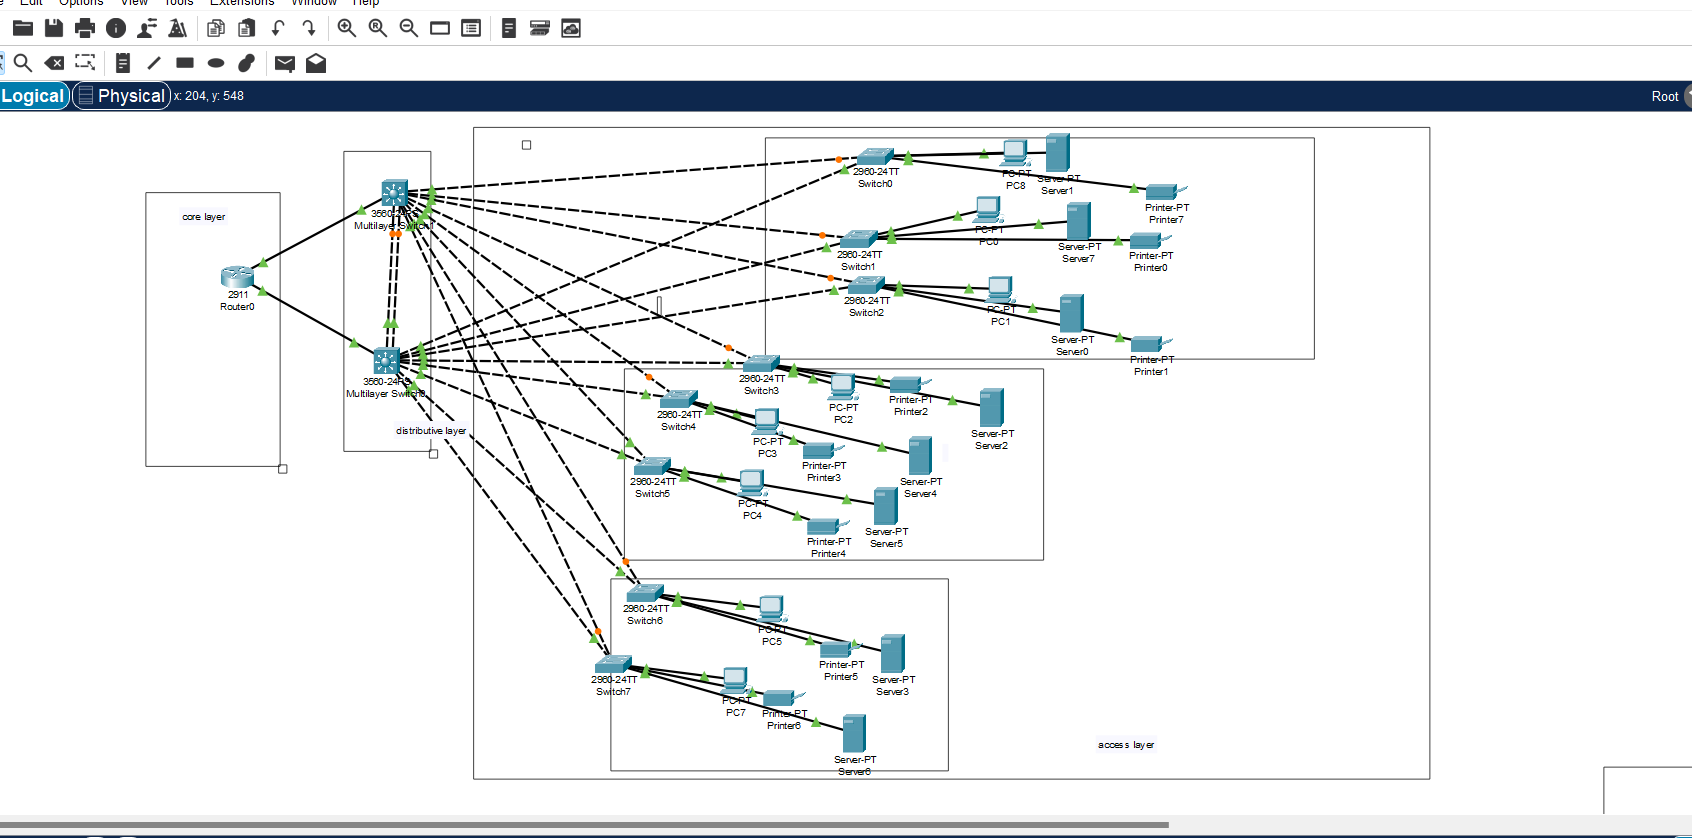 Edit Options View Tools Extensions Window Help
Logical Physical x: 204, y: 548 Root
core layer
2911
Router0
3560-24PS
Multilayer Switch1
3560-24PS
distributive layer
2960-24TT
Switch0
PC-PT
PC8
Server-PT
Server1
Printer-PT
Printer7
2960-24TT
Switch1
PC-PT
PC0
Server-PT
Server7
Printer-PT
Printer0
2960-24TT
Switch2
PC-PT
PC1
Server-PT
Server0
Printer-PT
Printer1
2960-24TT
Switch3
PC-PT
PC2
Printer-PT
Printer2
Server-PT
Server2
2960-24TT
Switch4
PC-PT
PC3
Printer-PT
Printer3
Server-PT
Server4
2960-24TT
Switch5
PC-PT
PC4
Printer-PT
Printer4
Server-PT
Server5
2960-24TT
Switch6
PC-PT
PC5
Printer-PT
Printer5
Server-PT
Server3
2960-24TT
Switch7
PC-PT
PC7
Printer-PT
Printer6
Server-PT
Server6
access layer